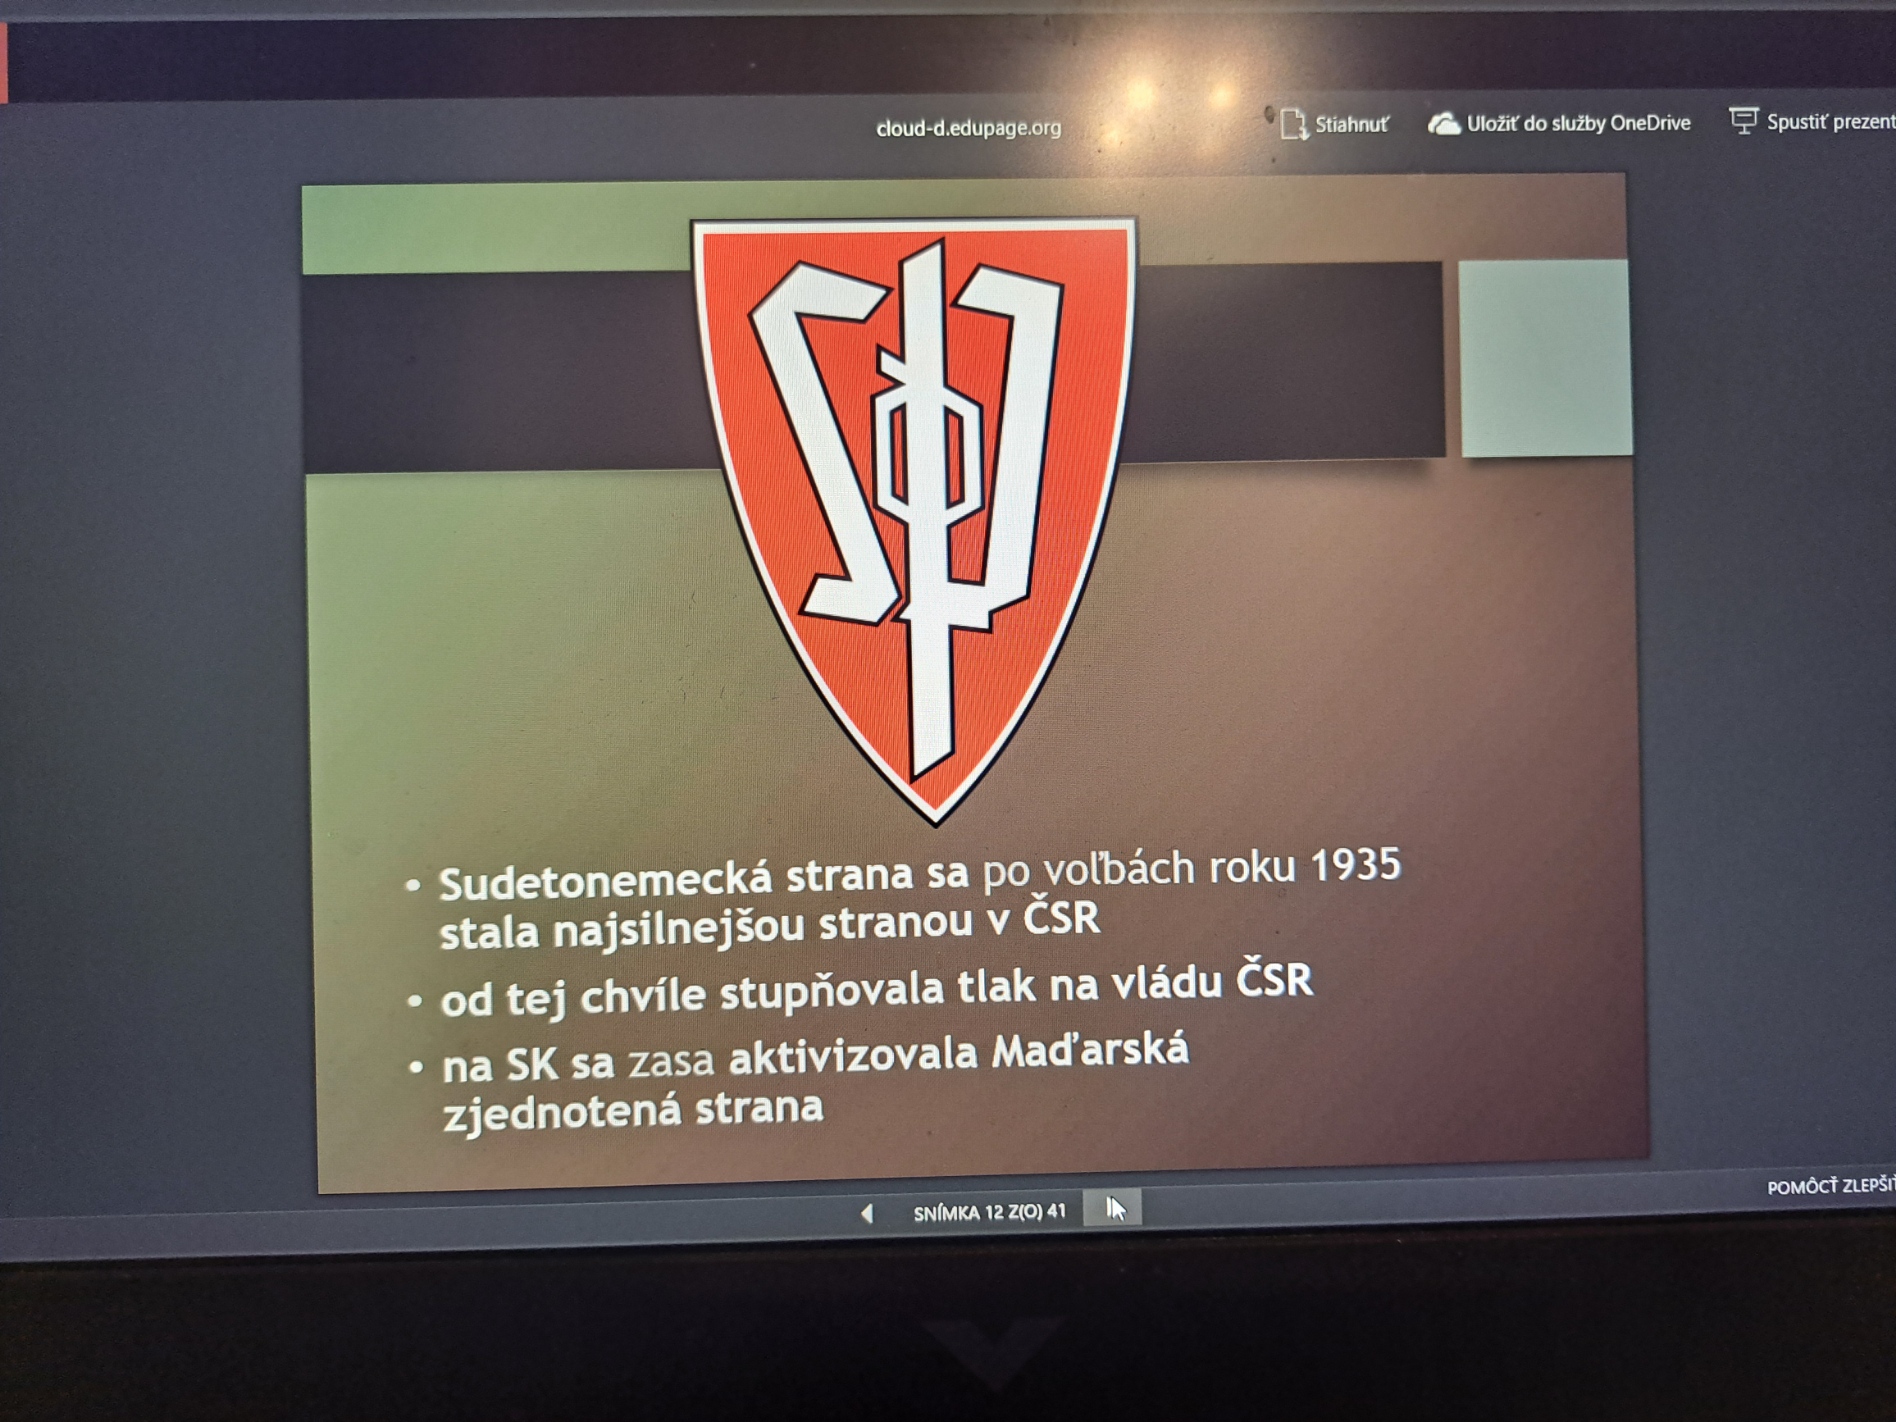 cloud-d.edupage.org
Stiahnuť
Uložiť do služby OneDrive
Spustiť prezent
SdP
• Sudetonemecká strana sa po voľbách roku 1935
stala najsilnejšou stranou v ČSR
• od tej chvíle stupňovala tlak na vládu ČSR
• na SK sa zasa aktivizovala Maďarská
zjednotená strana
SNÍMKA 12 Z(O) 41
POMÔCŤ ZLEPŠIŤ